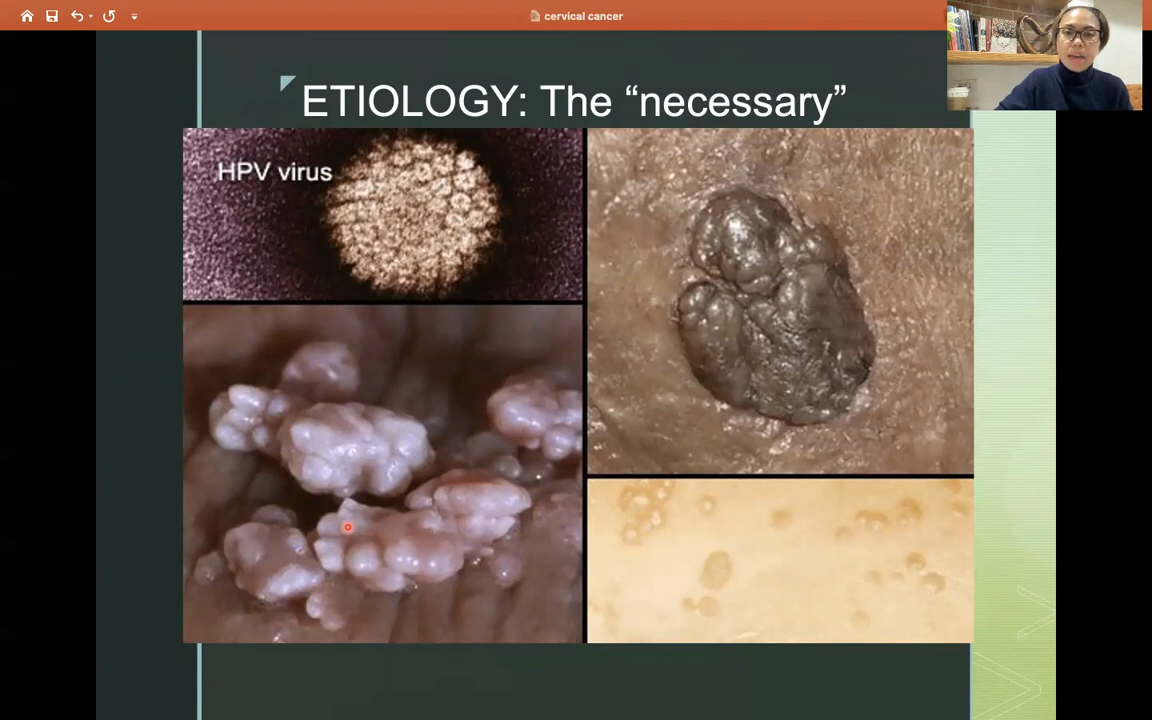 cervical cancer
ETIOLOGY: The “necessary”
HPV virus